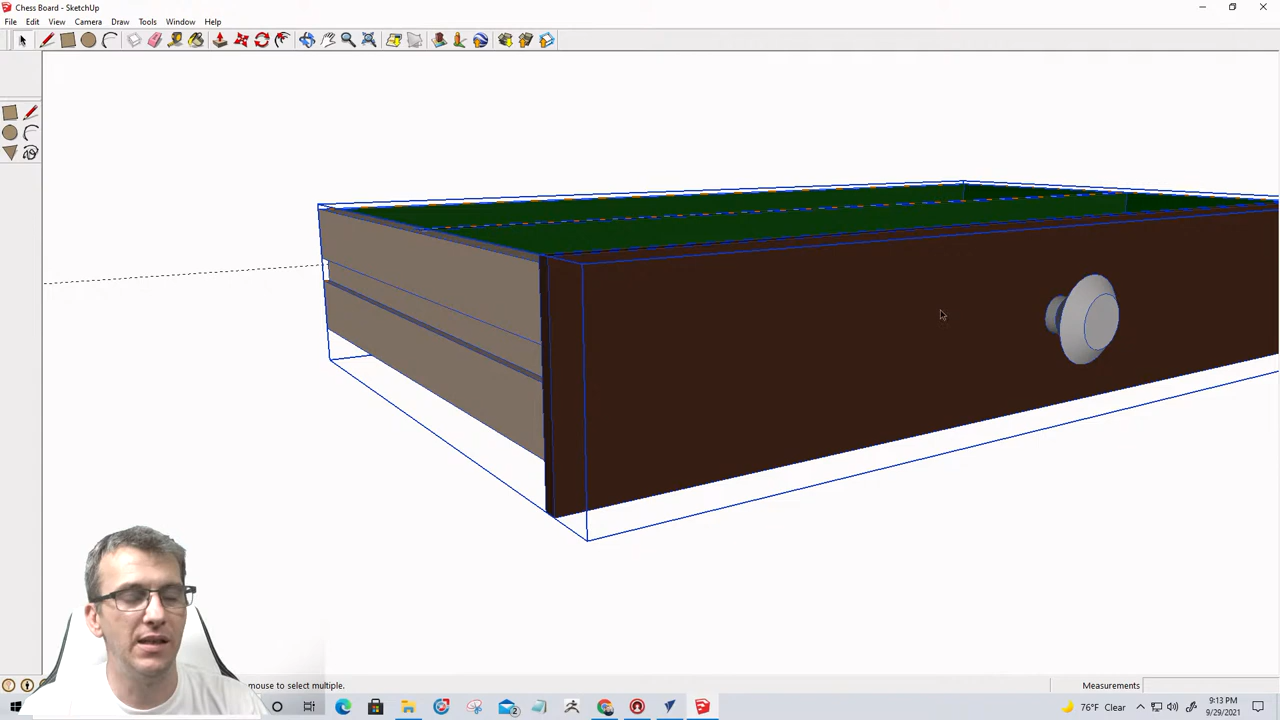 Chess Board - SketchUp
File Edit View Camera Draw Tools Window Help
mouse to select multiple.
Measurements
2
76°F Clear
9:13 PM
9/29/2021